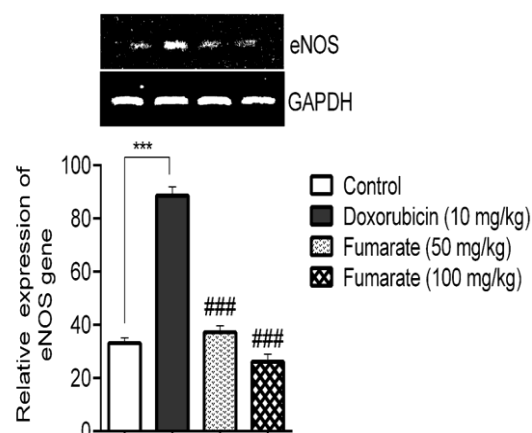 eNOS
GAPDH
Relative expression of
eNOS gene
100
80
60
40
20
0
***
###
###
Control
Doxorubicin (10 mg/kg)
Fumarate (50 mg/kg)
Fumarate (100 mg/kg)